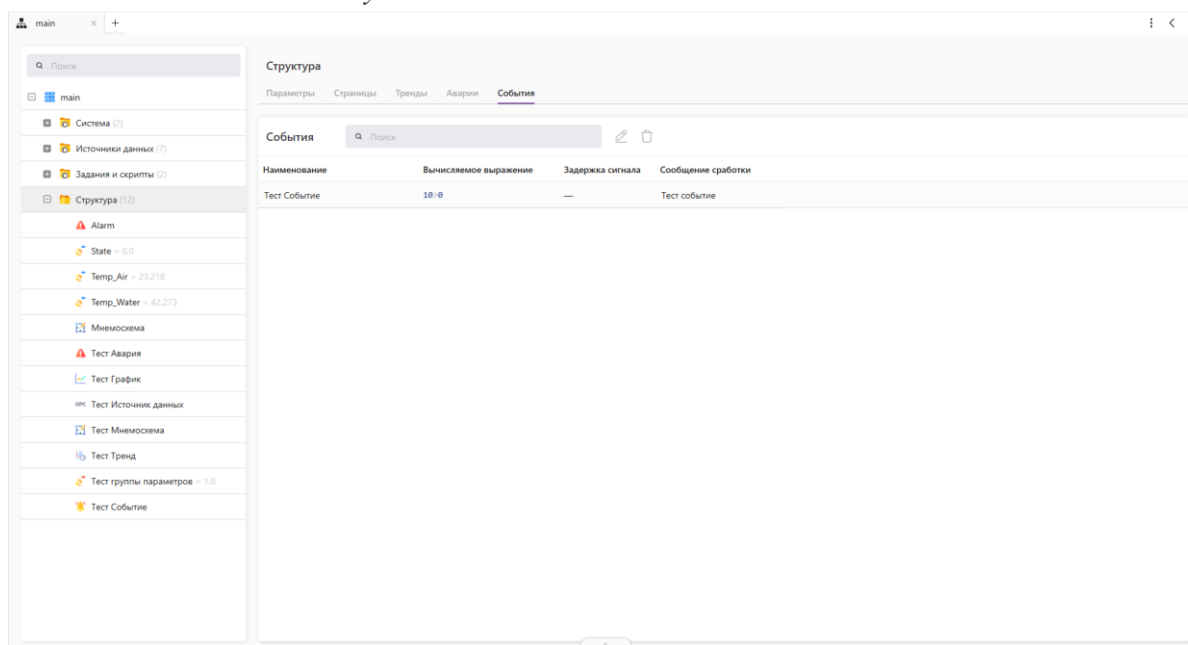 main × +
Поиск
main
Система (2)
Источники данных (7)
Задания и скрипты (2)
Структура (12)
Alarm
State = 0,0
Temp_Air = 23,218
Temp_Water = 42,273
Мнемосхема
Тест Авария
Тест График
OPC Тест Источник данных
Тест Мнемосхема
Тест Тренд
Тест группы параметров = 1,0
Тест Событие
Структура
Параметры Страницы Тренды Аварии События
События Поиск
Наименование Вычисляемое выражение Задержка сигнала Сообщение сработки
Тест Событие 10>0 — Тест событие